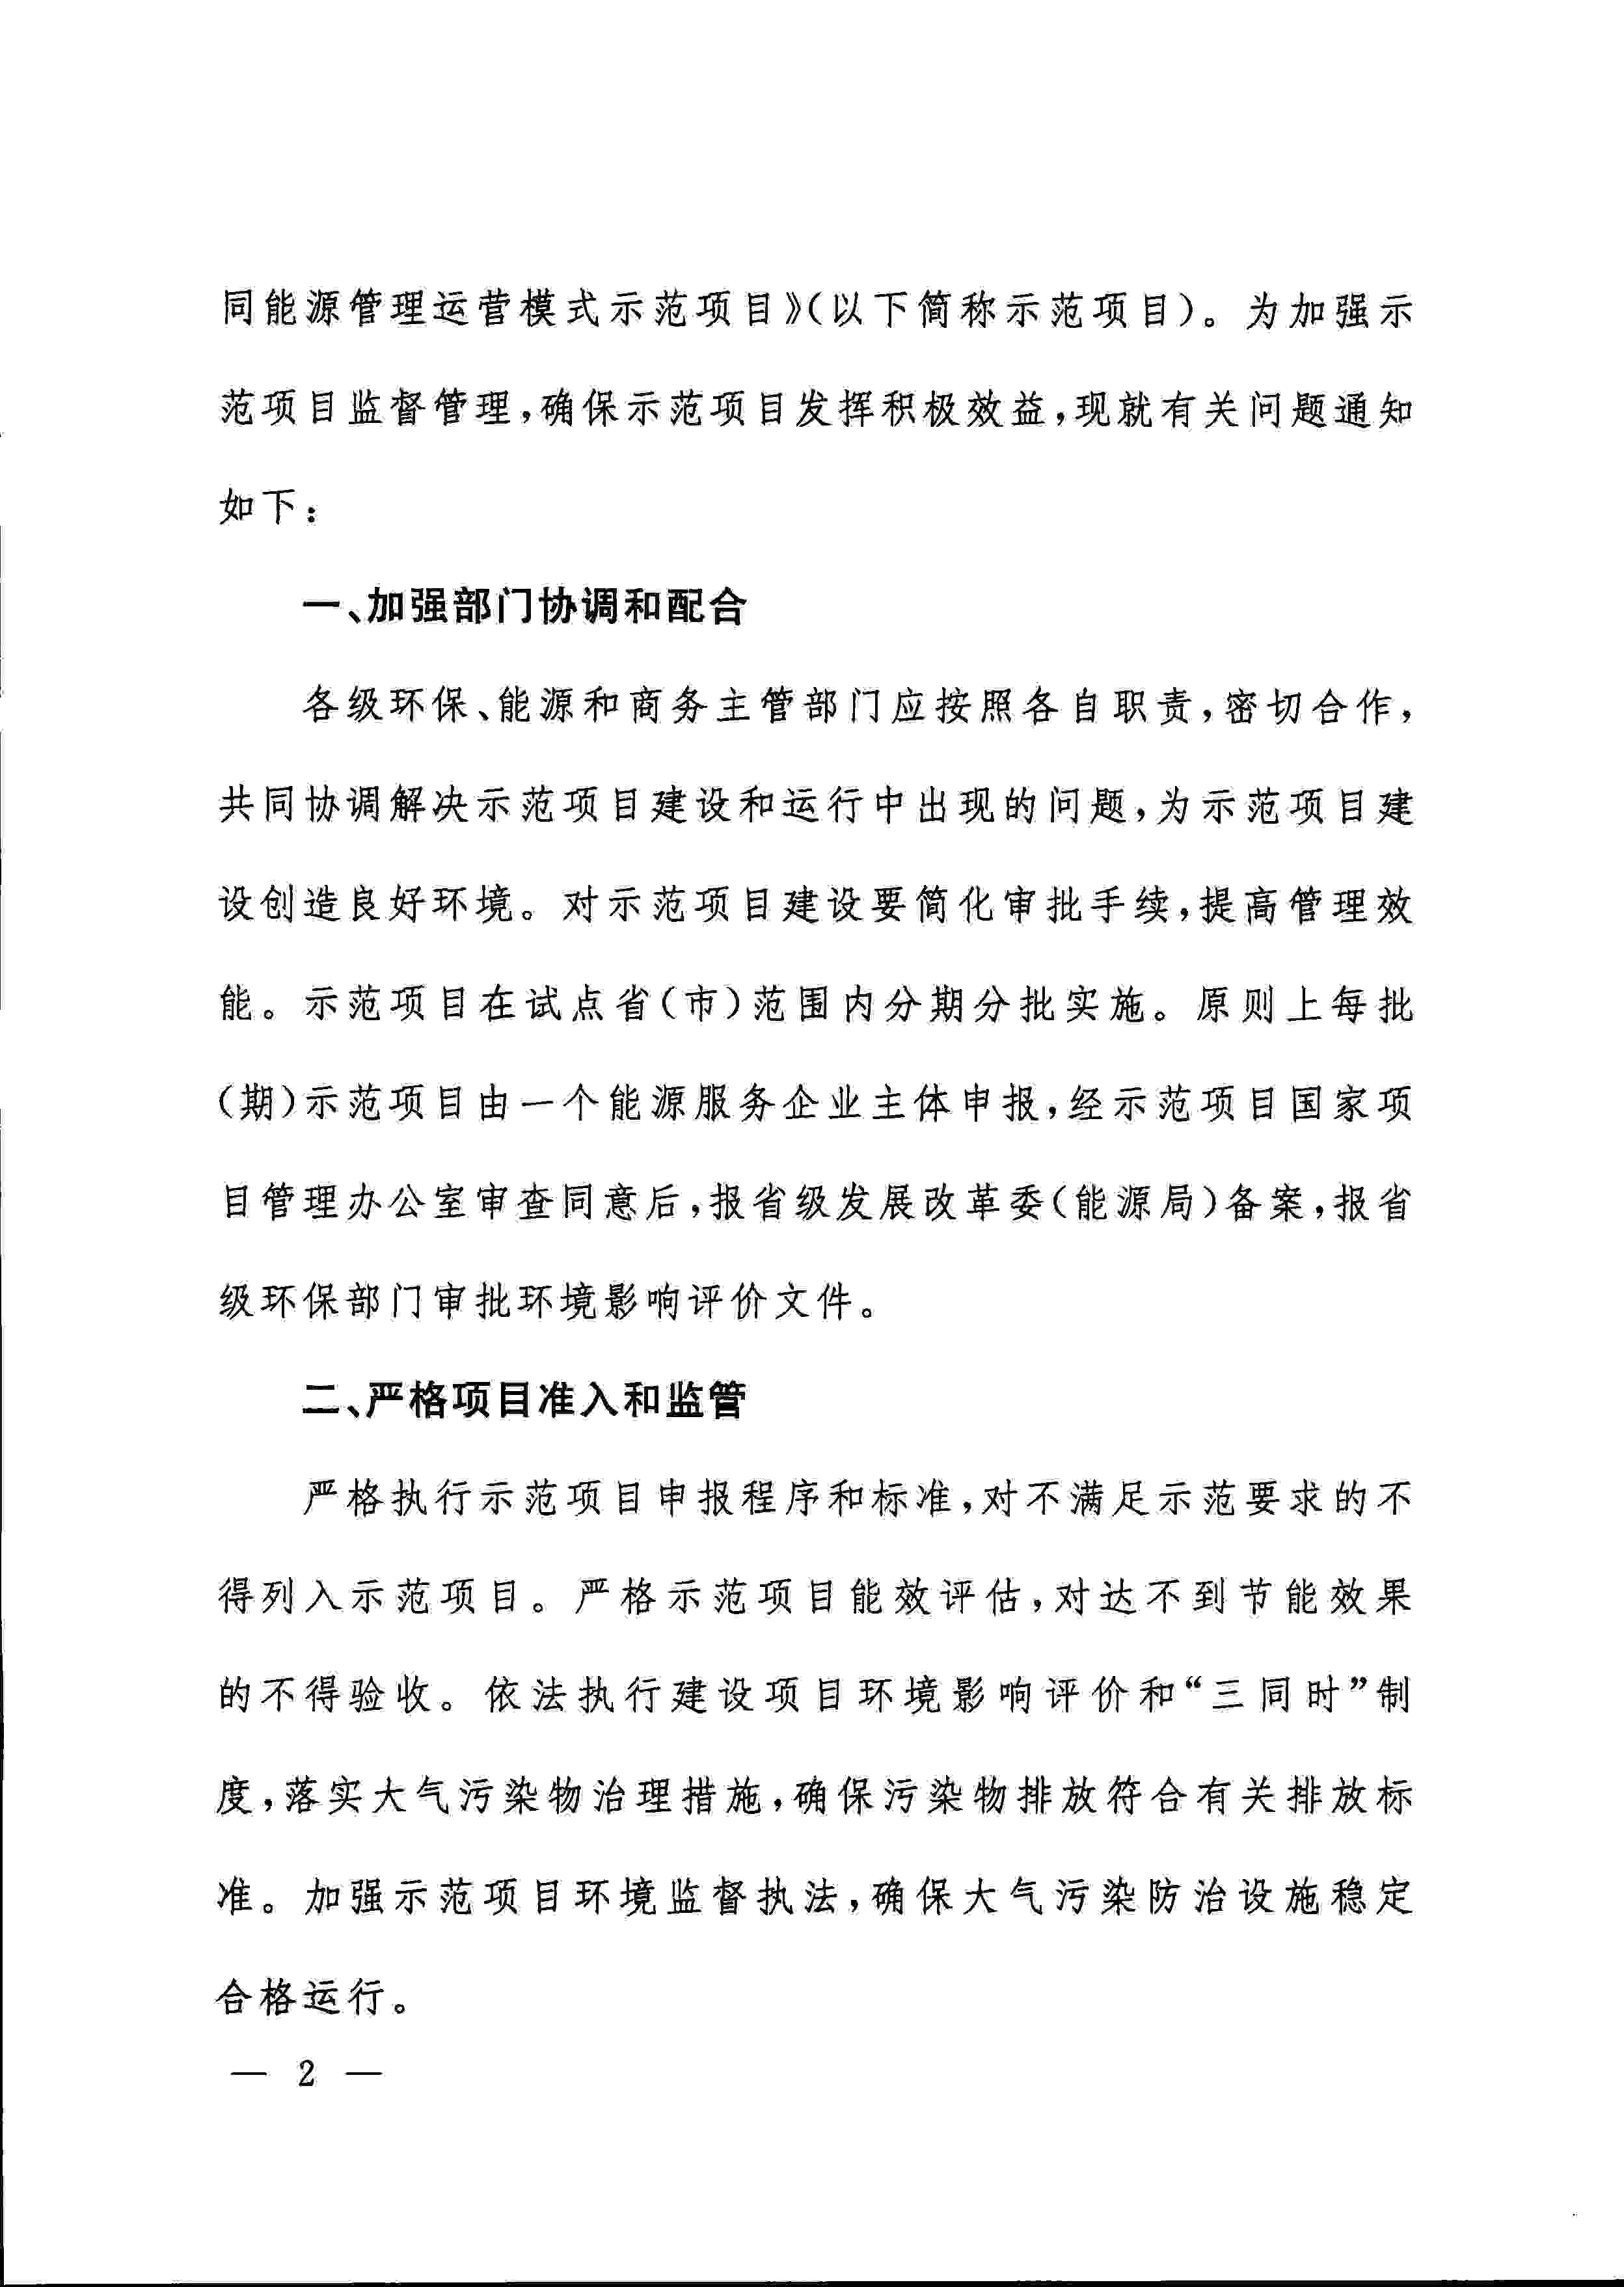 同能源管理运营模式示范项目》(以下简称示范项目)。为加强示
范项目监督管理,确保示范项目发挥积极效益,现就有关问题通知
如下:
一、加强部门协调和配合
各级环保、能源和商务主管部门应按照各自职责,密切合作,
共同协调解决示范项目建设和运行中出现的问题,为示范项目建
设创造良好环境。对示范项目建设要简化审批手续,提高管理效
能。示范项目在试点省(市)范围内分期分批实施。原则上每批
(期)示范项目由一个能源服务企业主体申报,经示范项目国家项
目管理办公室审查同意后,报省级发展改革委(能源局)备案,报省
级环保部门审批环境影响评价文件。
二、严格项目准入和监管
严格执行示范项目申报程序和标准,对不满足示范要求的不
得列入示范项目。严格示范项目能效评估,对达不到节能效果
的不得验收。依法执行建设项目环境影响评价和“三同时”制
度,落实大气污染物治理措施,确保污染物排放符合有关排放标
准。加强示范项目环境监督执法,确保大气污染防治设施稳定
合格运行。
— 2 —